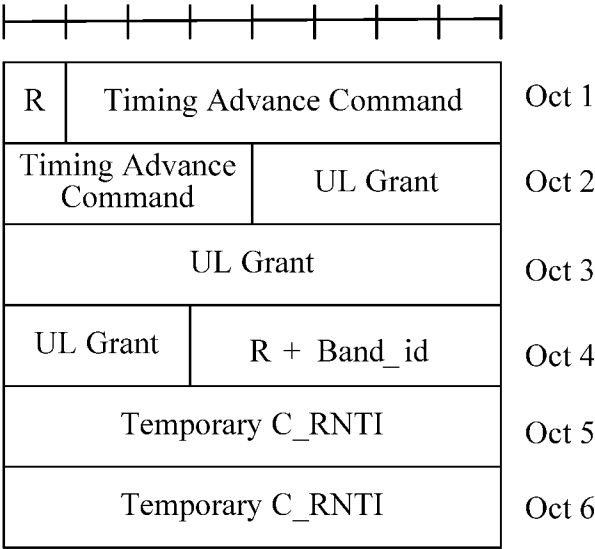 R Timing Advance Command Oct 1
Timing Advance
Command UL Grant Oct 2
UL Grant Oct 3
UL Grant R + Band_id Oct 4
Temporary C_RNTI Oct 5
Temporary C_RNTI Oct 6